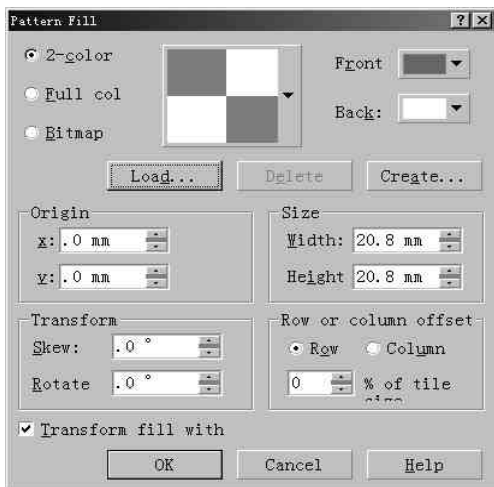 Pattern Fill
2-color
Full col
Bitmap
Front
Back:
Load...
Delete
Create...
Origin
x: .0 mm
y: .0 mm
Size
Width: 20.8 mm
Height 20.8 mm
Transform
Skew: .0 °
Rotate .0 °
Row or column offset
Row Column
0 % of tile
size
Transform fill with
OK Cancel Help